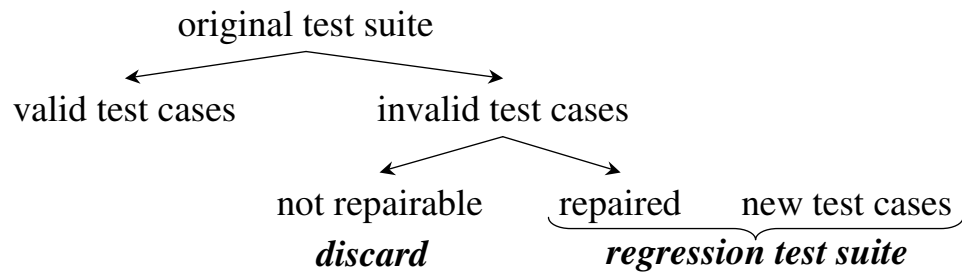 original test suite
valid test cases invalid test cases
not repairable repaired new test cases
discard regression test suite